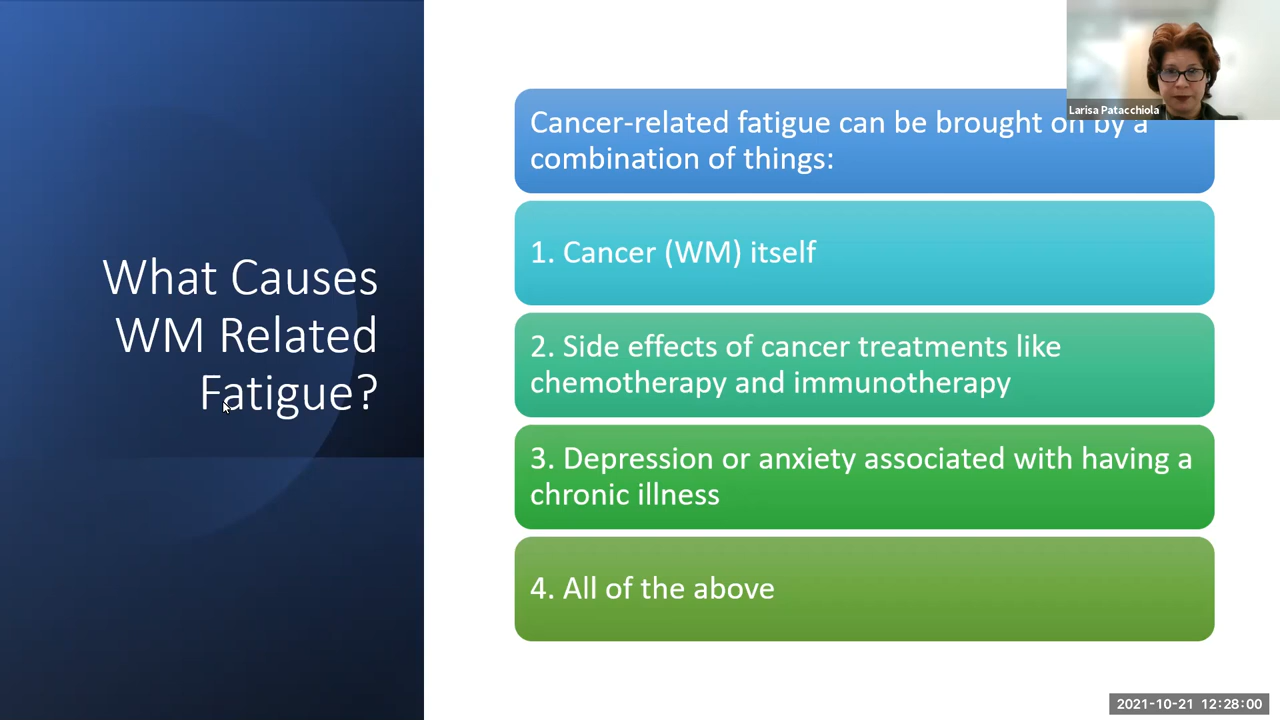 What Causes
WM Related
Fatigue?
Cancer-related fatigue can be brought on by a
combination of things:
1. Cancer (WM) itself
2. Side effects of cancer treatments like
chemotherapy and immunotherapy
3. Depression or anxiety associated with having a
chronic illness
4. All of the above
Larisa Patacchiola
2021-10-21 12:28:00